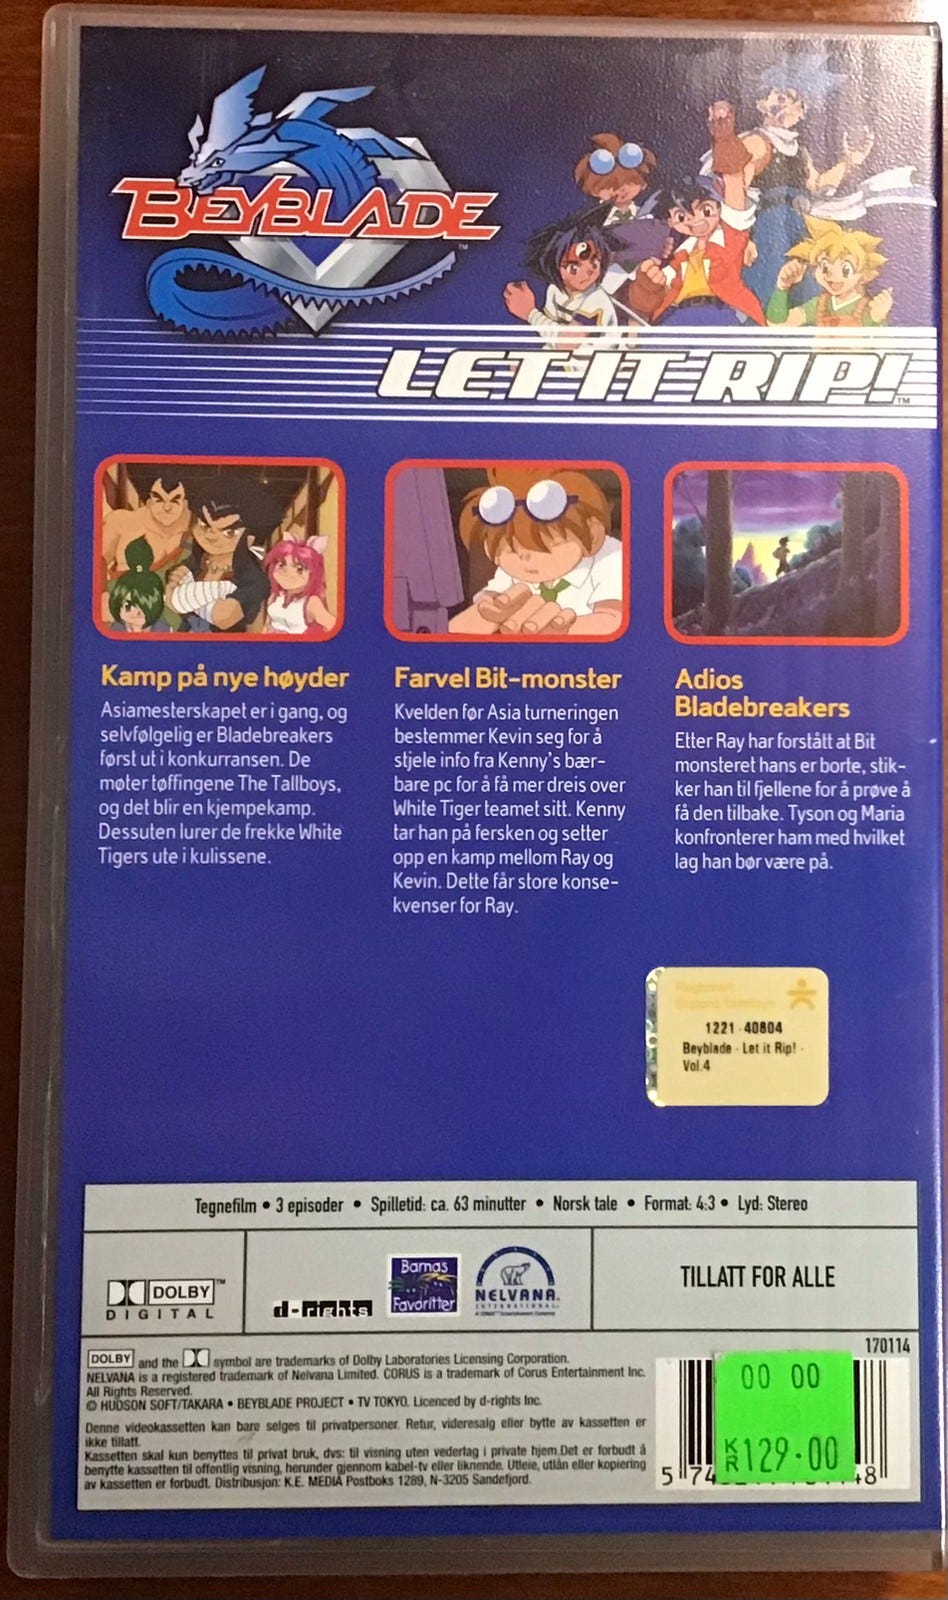 BEYBLADE™
LET IT RIP!™
Kamp på nye høyder
Asiamesterskapet er i gang, og
selvfølgelig er Bladebreakers
først ut i konkurransen. De
møter tøffingene The Tallboys,
og det blir en kjempekamp.
Dessuten lurer de frekke White
Tigers ute i kulissene.
Farvel Bit-monster
Kvelden før Asia turneringen
bestemmer Kevin seg for å
stjele info fra Kenny's bær-
bare pc for å få mer dreis over
White Tiger teamet sitt. Kenny
tar han på fersken og setter
opp en kamp mellom Ray og
Kevin. Dette får store konse-
kvenser for Ray.
Adios
Bladebreakers
Etter Ray har forstått at Bit
monsteret hans er borte, stik-
ker han til fjellene for å prøve å
få den tilbake. Tyson og Maria
konfronterer ham med hvilket
lag han bør være på.
1221-40804
Beyblade - Let it Rip! -
Vol.4
Tegnefilm • 3 episoder • Spilletid: ca. 63 minutter • Norsk tale • Format: 4:3 • Lyd: Stereo
DOLBY™
DIGITAL
d-rights
Barnas
Favoritter
NELVANA
INTERNATIONAL
TILLATT FOR ALLE
170114
DOLBY and the symbol are trademarks of Dolby Laboratories Licensing Corporation.
NELVANA is a registered trademark of Nelvana Limited. CORUS is a trademark of Corus Entertainment Inc.
All Rights Reserved.
© HUDSON SOFT/TAKARA • BEYBLADE PROJECT • TV TOKYO. Licenced by d-rights Inc.
Denne videokassetten kan bare selges til privatpersoner. Retur, videresalg eller bytte av kassetten er
ikke tillatt.
Kassetten skal kun benyttes til privat bruk, dvs: til visning uten vederlag i private hjem.Det er forbudt å
benytte kassetten til offentlig visning, herunder gjennom kabel-tv eller liknende. Utleie, utlån eller kopiering
av kassetten er forbudt. Distribusjon: K.E. MEDIA Postboks 1289, N-3205 Sandefjord.
00 00
KR 129.00